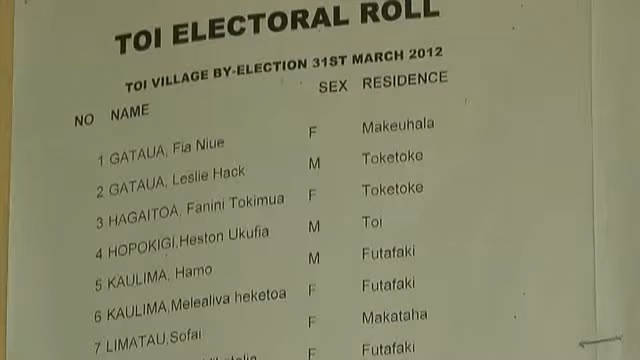 TOI ELECTORAL ROLL
TOI VILLAGE BY-ELECTION 31ST MARCH 2012
NO NAME SEX RESIDENCE
1 GATAUA, Fia Niue F Makeuhala
2 GATAUA, Leslie Hack M Toketoke
3 HAGAITOA, Fanini Tokimua F Toketoke
4 HOPOKIGI,Heston Ukufia M Toi
5 KAULIMA, Hamo M Futafaki
6 KAULIMA,Melealiva heketoa F Futafaki
7 LIMATAU,Sofai F Makataha
F Futafaki